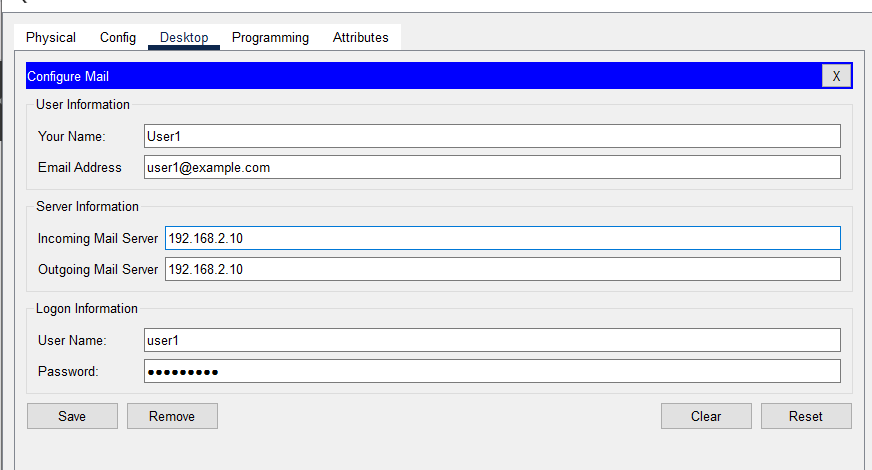 Physical Config Desktop Programming Attributes
Configure Mail X
User Information
Your Name: User1
Email Address user1@example.com
Server Information
Incoming Mail Server 192.168.2.10
Outgoing Mail Server 192.168.2.10
Logon Information
User Name: user1
Password: ●●●●●●●●●
Save Remove Clear Reset